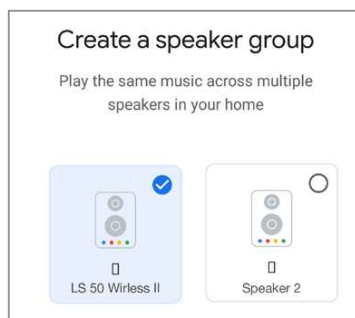 Create a speaker group
Play the same music across multiple
speakers in your home
LS 50 Wirless II
Speaker 2